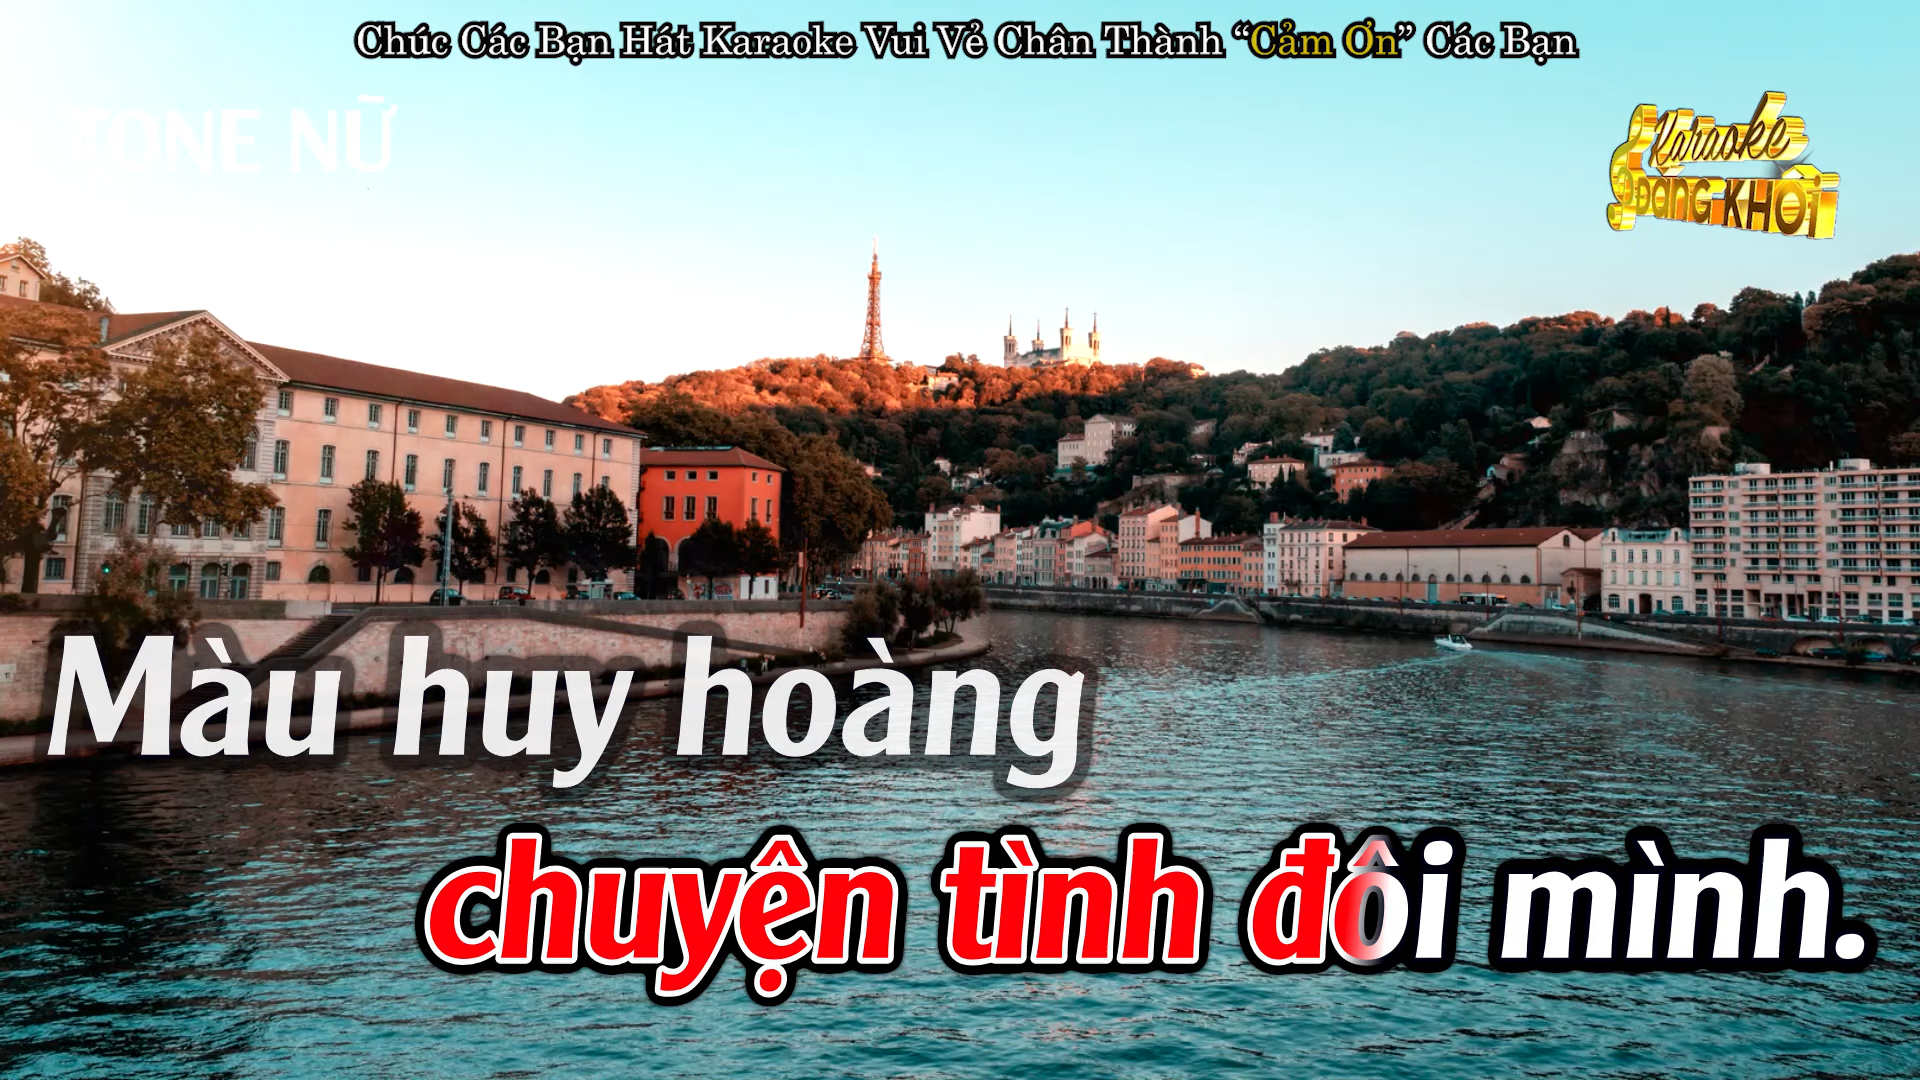 Chúc Các Bạn Hát Karaoke Vui Vẻ Chân Thành “Cảm Ơn” Các Bạn
TONE NỮ
Karaoke
ĐĂNG KHÔI
Màu huy hoàng
chuyện tình đôi mình.